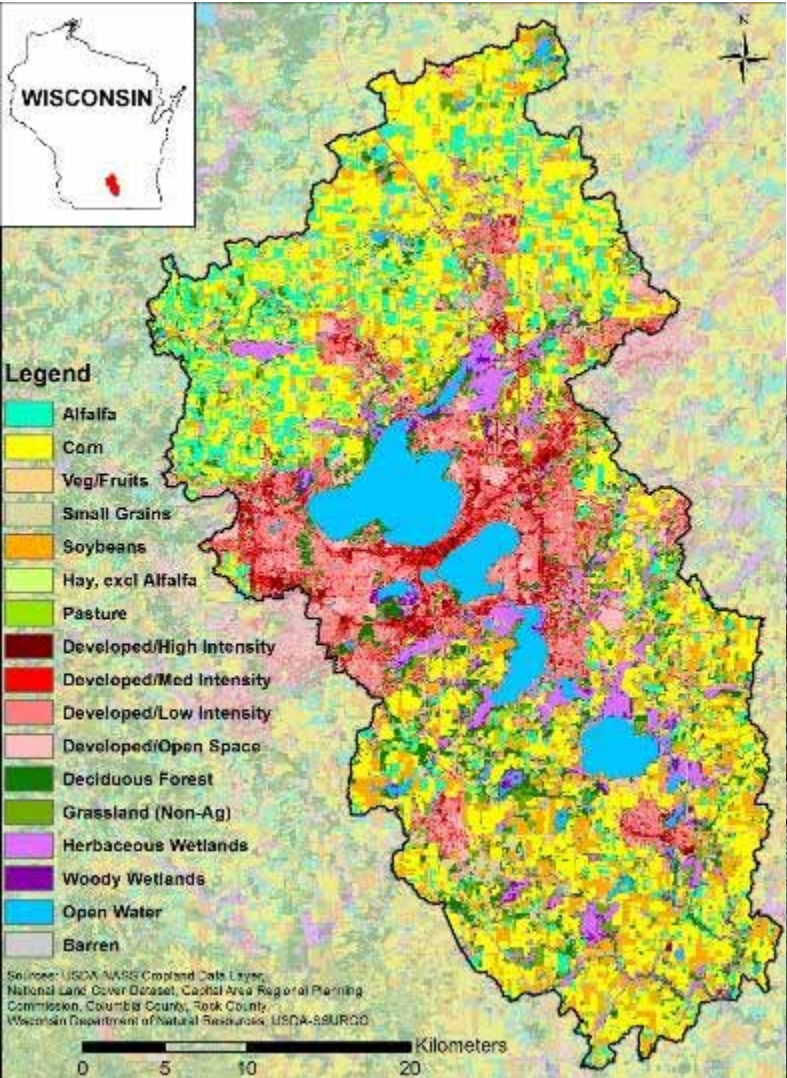 WISCONSIN
N
Legend
Alfalfa
Corn
Veg/Fruits
Small Grains
Soybeans
Hay, excl Alfalfa
Pasture
Developed/High Intensity
Developed/Med Intensity
Developed/Low Intensity
Developed/Open Space
Deciduous Forest
Grassland (Non-Ag)
Herbaceous Wetlands
Woody Wetlands
Open Water
Barren
Sources: USDA-NASS Cropland Data Layer,
National Land Cover Dataset, Capital Area Regional Planning
Commission, Columbia County, Rock County,
Wisconsin Department of Natural Resources, USDA-SSURGO
Kilometers
0 5 10 20